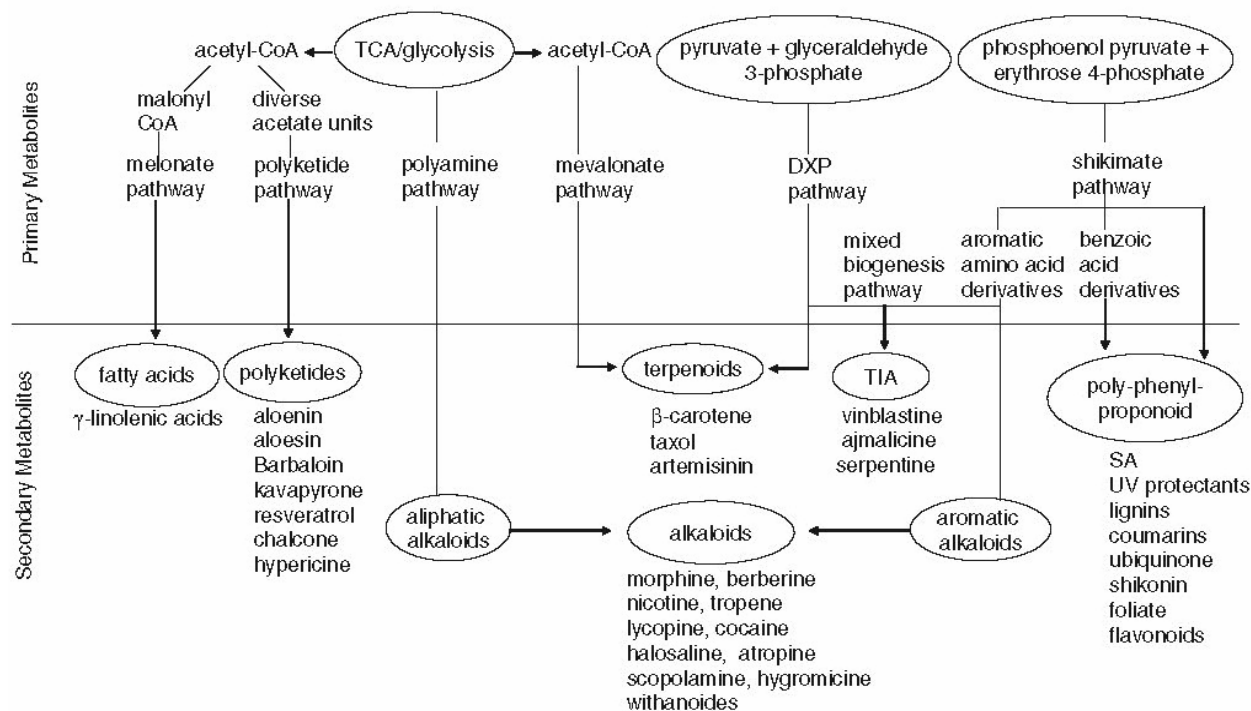 acetyl-CoA
TCA/glycolysis
acetyl-CoA
pyruvate + glyceraldehyde
3-phosphate
phosphoenol pyruvate +
erythrose 4-phosphate
Primary Metabolites
malonyl
CoA
diverse
acetate units
melonate
pathway
polyketide
pathway
polyamine
pathway
mevalonate
pathway
DXP
pathway
shikimate
pathway
mixed
biogenesis
pathway
aromatic
amino acid
derivatives
benzoic
acid
derivatives
Secondary Metabolites
fatty acids
γ-linolenic acids
polyketides
aloenin
aloesin
Barbaloin
kavapyrone
resveratrol
chalcone
hypericine
terpenoids
β-carotene
taxol
artemisinin
TIA
vinblastine
ajmalicine
serpentine
poly-phenyl-
proponoid
SA
UV protectants
lignins
coumarins
ubiquinone
shikonin
foliate
flavonoids
aliphatic
alkaloids
alkaloids
morphine, berberine
nicotine, tropene
lycopine, cocaine
halosaline, atropine
scopolamine, hygromicine
withanoides
aromatic
alkaloids